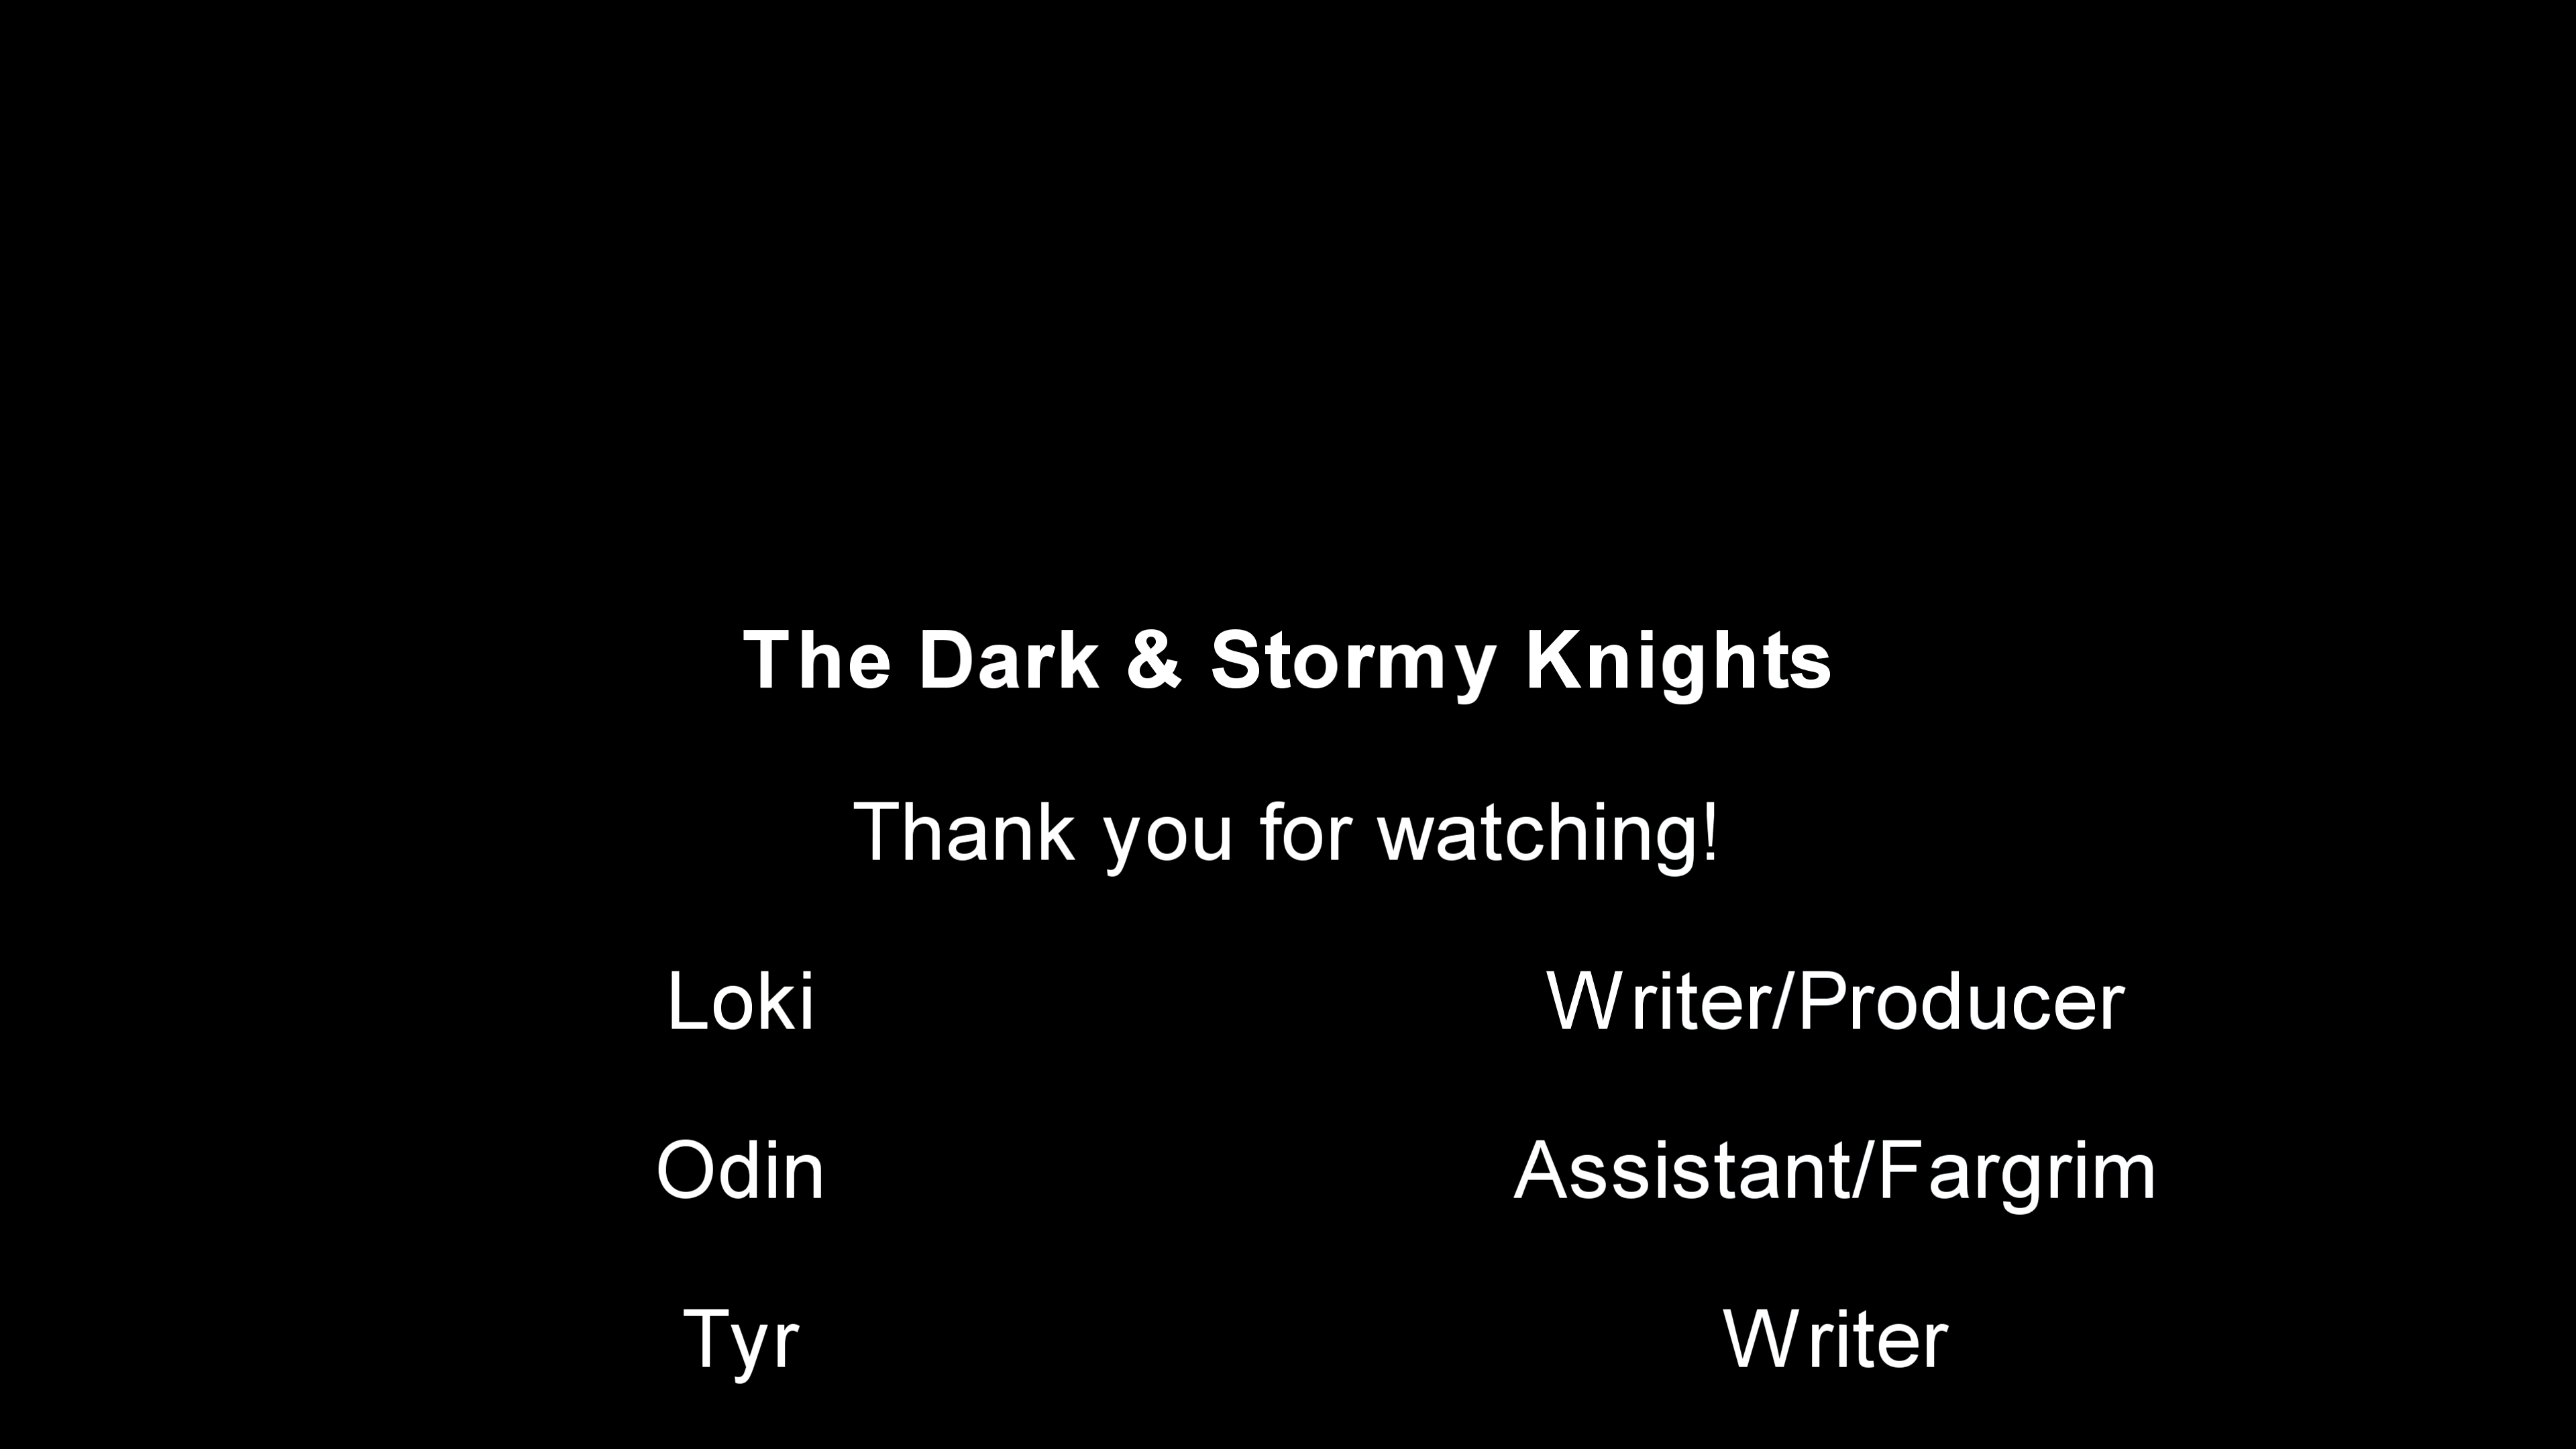 The Dark & Stormy Knights
Thank you for watching!
Loki Writer/Producer
Odin Assistant/Fargrim
Tyr Writer